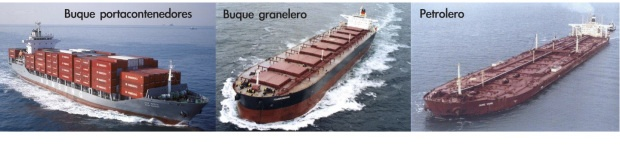 Buque portacontenedores
Buque granelero
Petrolero